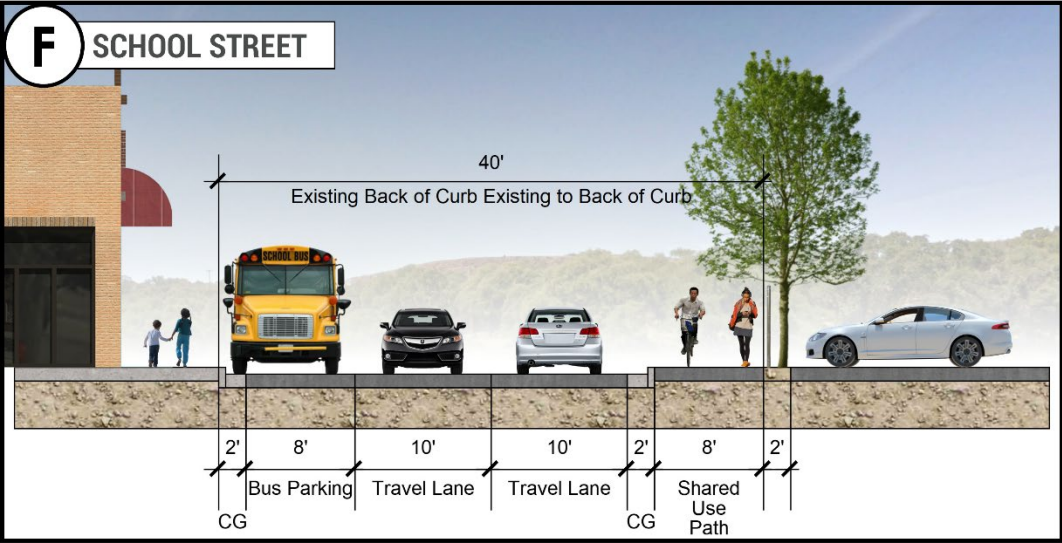 F
SCHOOL STREET
40'
Existing Back of Curb Existing to Back of Curb
SCHOOL BUS
2' 8' 10' 10' 2' 8' 2'
Bus Parking Travel Lane Travel Lane Shared
Use
Path
CG CG